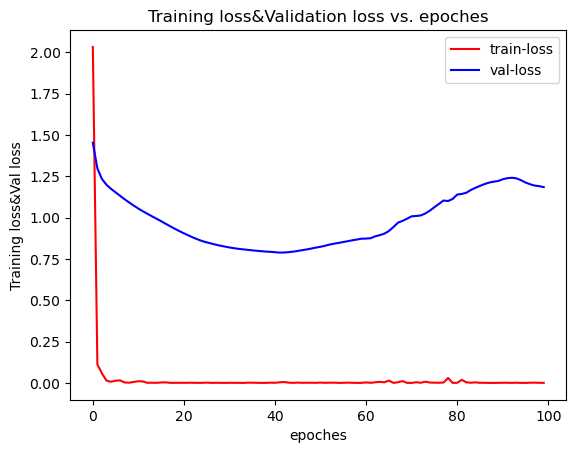 Training loss&Validation loss vs. epoches
train-loss
val-loss
2.00
1.75
1.50
1.25
1.00
0.75
0.50
0.25
0.00
Training loss&Val loss
0 20 40 60 80 100
epoches